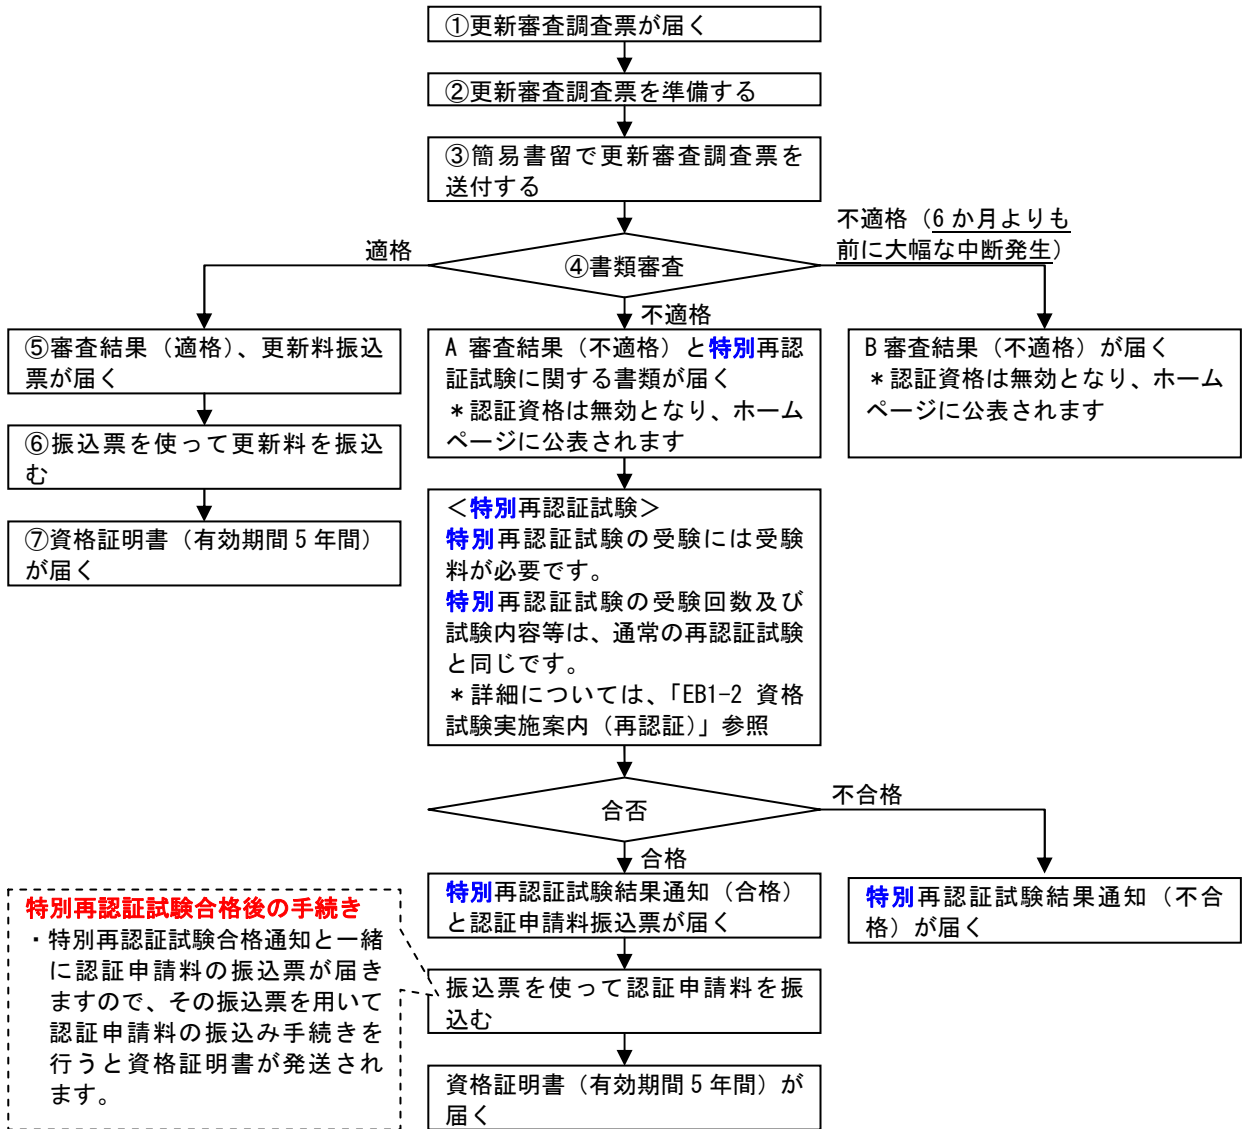 ①更新審査調査票が届く
②更新審査調査票を準備する
③簡易書留で更新審査調査票を
送付する
不適格（6か月よりも
前に大幅な中断発生）
適格
④書類審査
不適格
⑤審査結果（適格）、更新料振込
票が届く
⑥振込票を使って更新料を振込
む
⑦資格証明書（有効期間5年間）
が届く
A 審査結果（不適格）と特別再認
証試験に関する書類が届く
＊認証資格は無効となり、ホーム
ページに公表されます
B 審査結果（不適格）が届く
＊認証資格は無効となり、ホーム
ページに公表されます
＜特別再認証試験＞
特別再認証試験の受験には受験
料が必要です。
特別再認証試験の受験回数及び
試験内容等は、通常の再認証試験
と同じです。
＊詳細については、「EB1-2 資格
試験実施案内（再認証）」参照
合否
不合格
合格
特別再認証試験結果通知（合格）
と認証申請料振込票が届く
特別再認証試験結果通知（不合
格）が届く
特別再認証試験合格後の手続き
・特別再認証試験合格通知と一緒
に認証申請料の振込票が届き
ますので、その振込票を用いて
認証申請料の振込み手続きを
行うと資格証明書が発送され
ます。
振込票を使って認証申請料を振
込む
資格証明書（有効期間5年間）が
届く